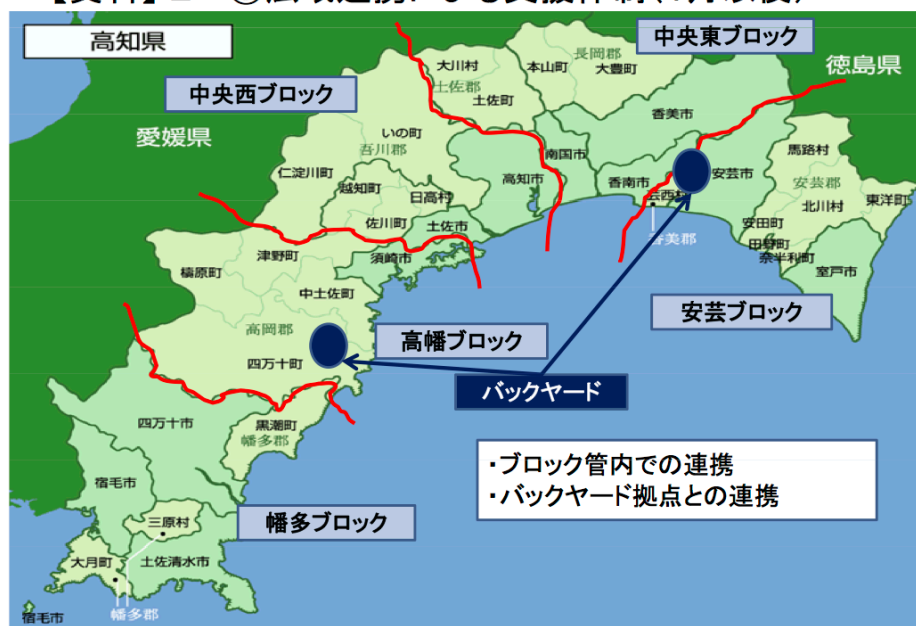 高知県
中央東ブロック
徳島県
中央西ブロック
愛媛県
大川村
土佐郡
土佐町
本山町
長岡郡
大豊町
香美市
いの町
吾川郡
仁淀川町
越知町
日高村
佐川町
土佐市
高知市
南国市
香南市
芸西村
香美郡
安芸市
馬路村
安芸郡
北川村
東洋町
安田町
田野町
奈半利町
室戸市
津野町
須崎市
梼原町
中土佐町
高岡郡
四万十町
高幡ブロック
安芸ブロック
バックヤード
四万十市
黒潮町
幡多郡
・ブロック管内での連携
・バックヤード拠点との連携
宿毛市
三原村
幡多ブロック
大月町
土佐清水市
幡多郡
宿毛市